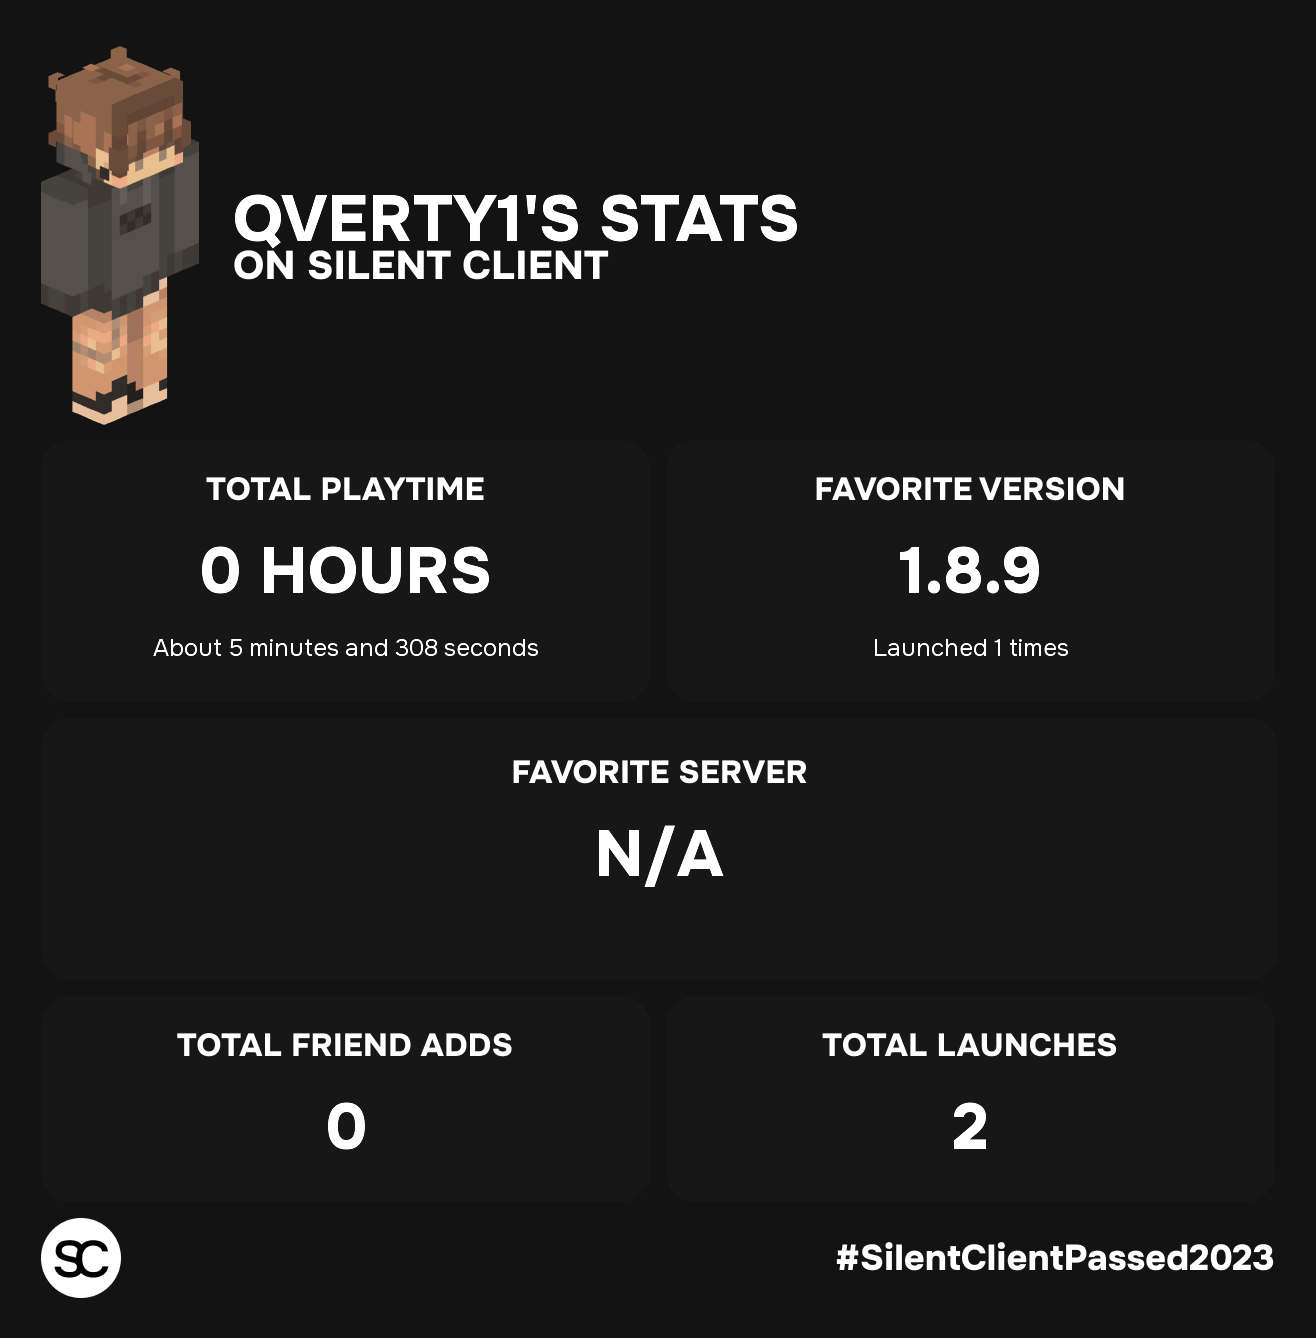 QVERTY1'S STATS
ON SILENT CLIENT
TOTAL PLAYTIME
0 HOURS
About 5 minutes and 308 seconds
FAVORITE VERSION
1.8.9
Launched 1 times
FAVORITE SERVER
N/A
TOTAL FRIEND ADDS
0
TOTAL LAUNCHES
2
SC
#SilentClientPassed2023